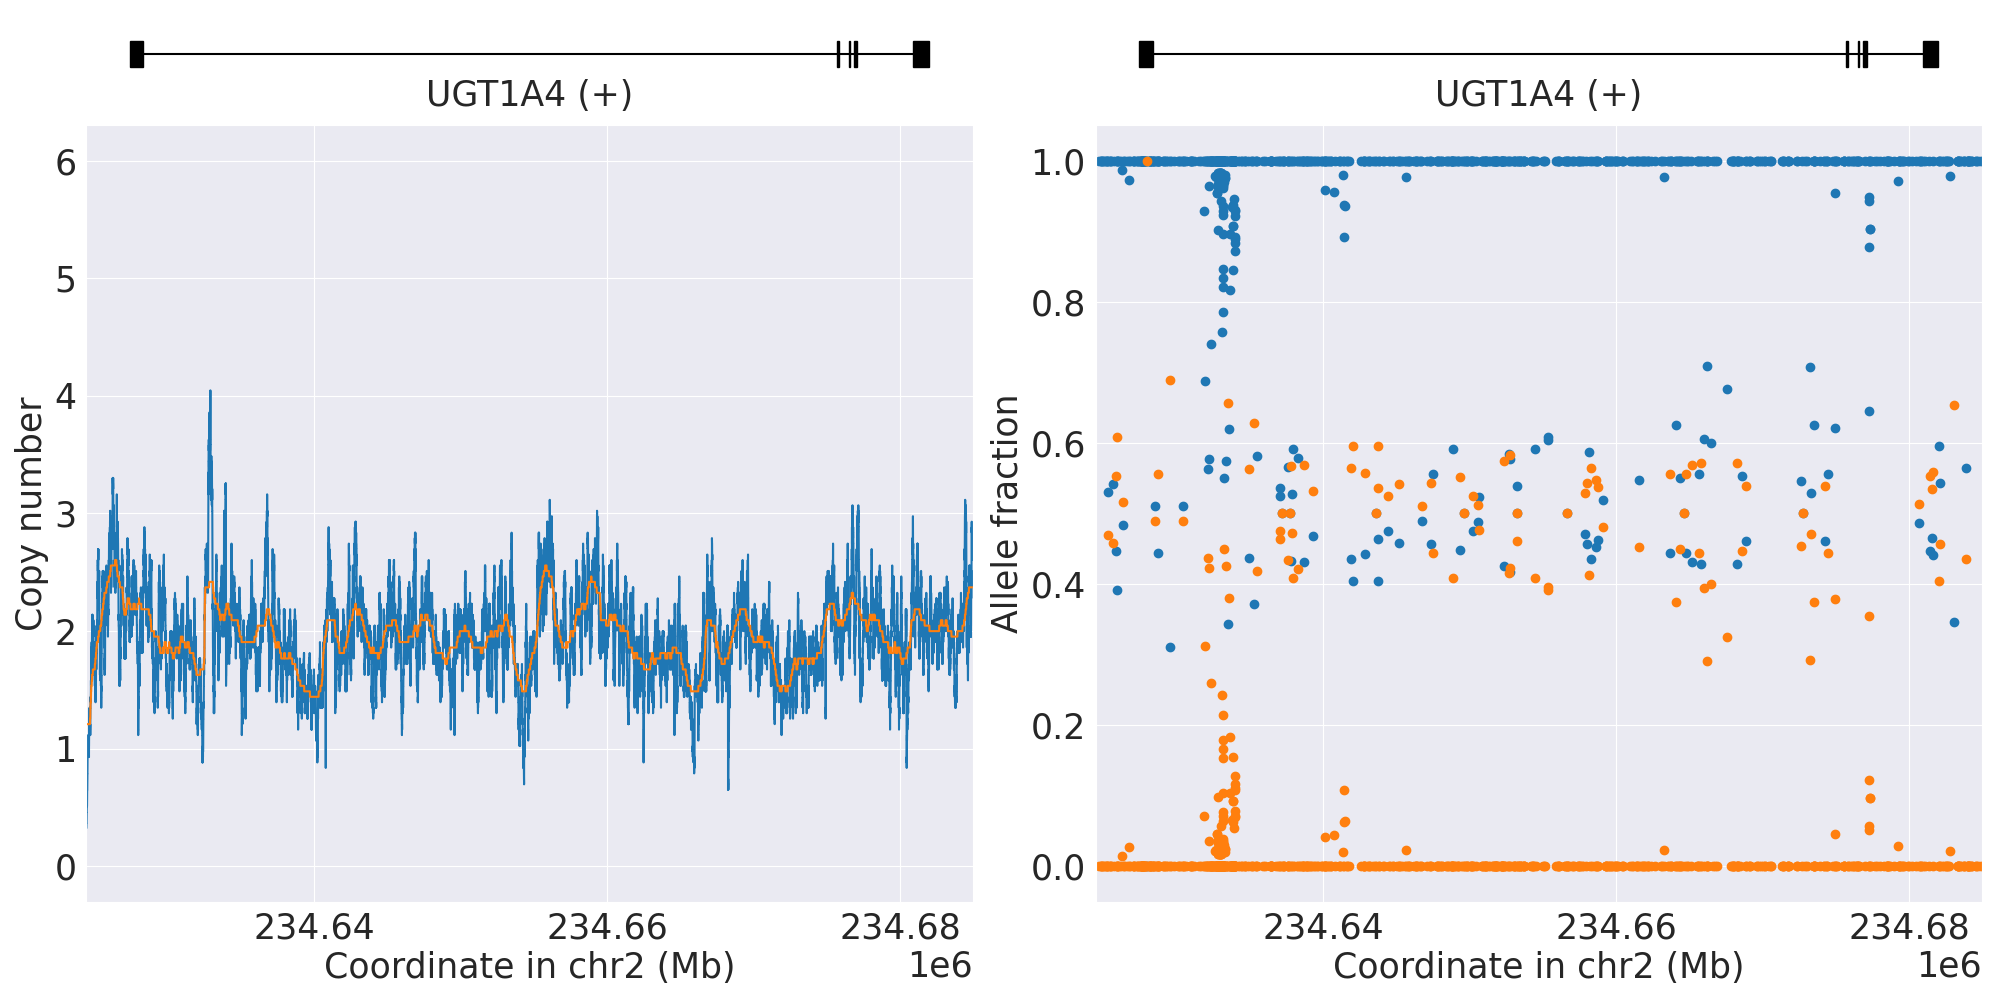 UGT1A4 (+)
6
5
4
3
2
1
0
Copy number
234.64
234.66
234.68
Coordinate in chr2 (Mb)
1e6
UGT1A4 (+)
1.0
0.8
0.6
0.4
0.2
0.0
Allele fraction
234.64
234.66
234.68
Coordinate in chr2 (Mb)
1e6